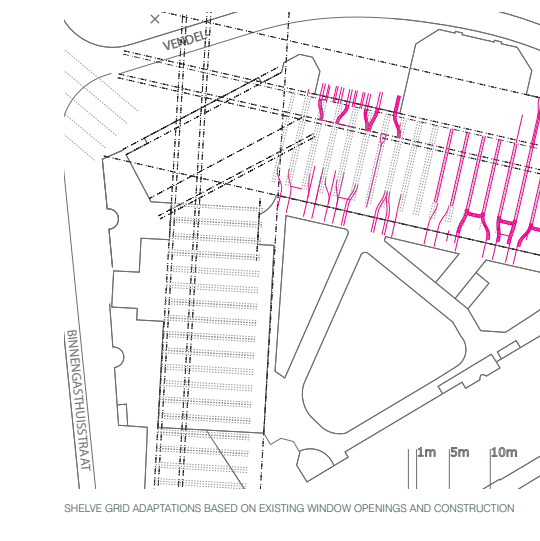 VENDEL
BINNENGASTHUISSTRAAT
1m 5m 10m
SHELVE GRID ADAPTATIONS BASED ON EXISTING WINDOW OPENINGS AND CONSTRUCTION